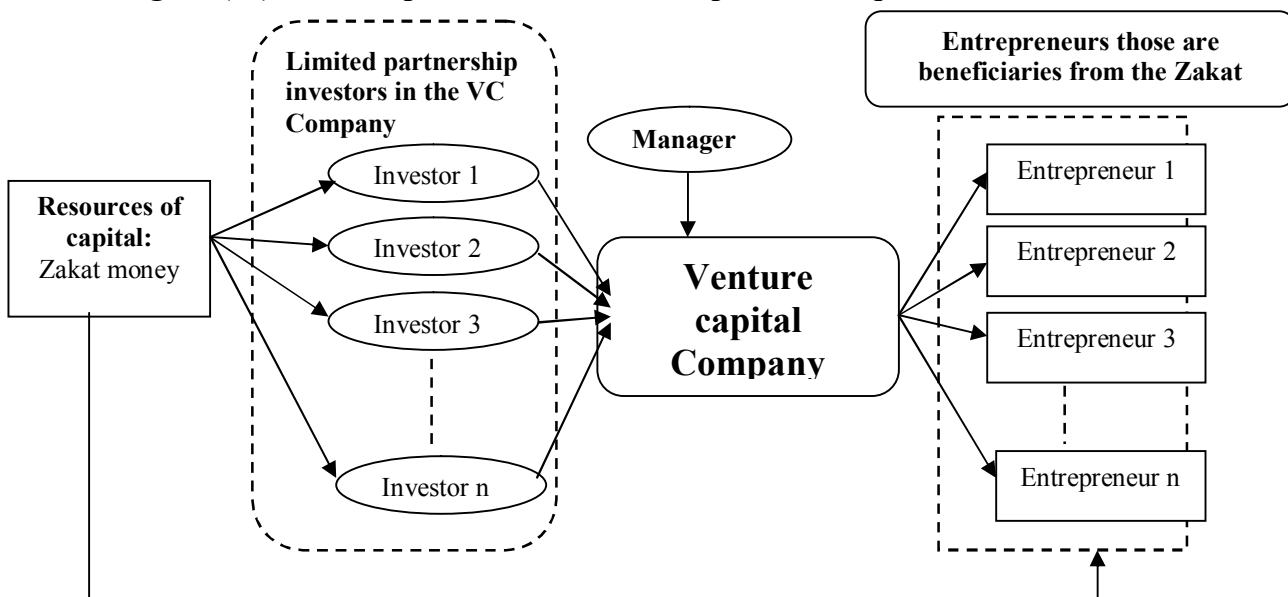 Limited partnership
investors in the VC
Company
Entrepreneurs those are
beneficiaries from the Zakat
Manager
Resources of
capital:
Zakat money
Investor 1
Investor 2
Investor 3
Investor n
Venture
capital
Company
Entrepreneur 1
Entrepreneur 2
Entrepreneur 3
Entrepreneur n